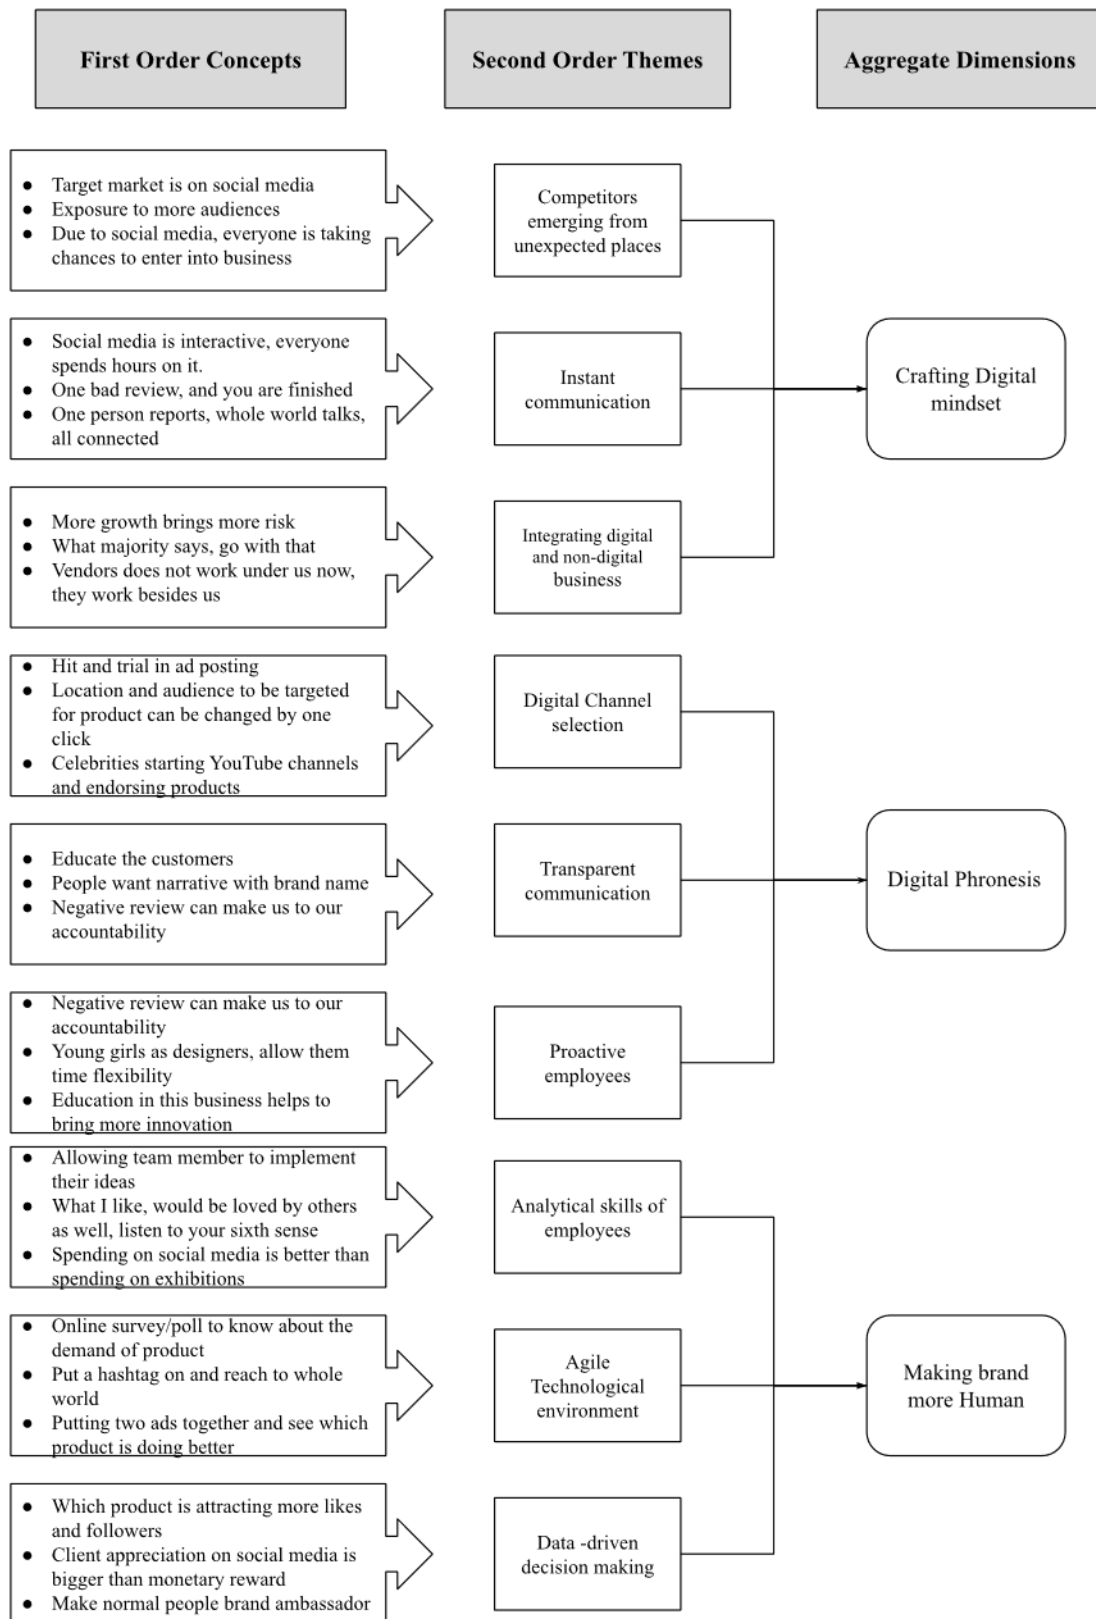 First Order Concepts
Second Order Themes
Aggregate Dimensions
● Target market is on social media
● Exposure to more audiences
● Due to social media, everyone is taking
chances to enter into business
Competitors
emerging from
unexpected places
● Social media is interactive, everyone
spends hours on it.
● One bad review, and you are finished
● One person reports, whole world talks,
all connected
Instant
communication
Crafting Digital
mindset
● More growth brings more risk
● What majority says, go with that
● Vendors does not work under us now,
they work besides us
Integrating digital
and non-digital
business
● Hit and trial in ad posting
● Location and audience to be targeted
for product can be changed by one
click
● Celebrities starting YouTube channels
and endorsing products
Digital Channel
selection
● Educate the customers
● People want narrative with brand name
● Negative review can make us to our
accountability
Transparent
communication
Digital Phronesis
● Negative review can make us to our
accountability
● Young girls as designers, allow them
time flexibility
● Education in this business helps to
bring more innovation
Proactive
employees
● Allowing team member to implement
their ideas
● What I like, would be loved by others
as well, listen to your sixth sense
● Spending on social media is better than
spending on exhibitions
Analytical skills of
employees
● Online survey/poll to know about the
demand of product
● Put a hashtag on and reach to whole
world
● Putting two ads together and see which
product is doing better
Agile
Technological
environment
Making brand
more Human
● Which product is attracting more likes
and followers
● Client appreciation on social media is
bigger than monetary reward
● Make normal people brand ambassador
Data -driven
decision making